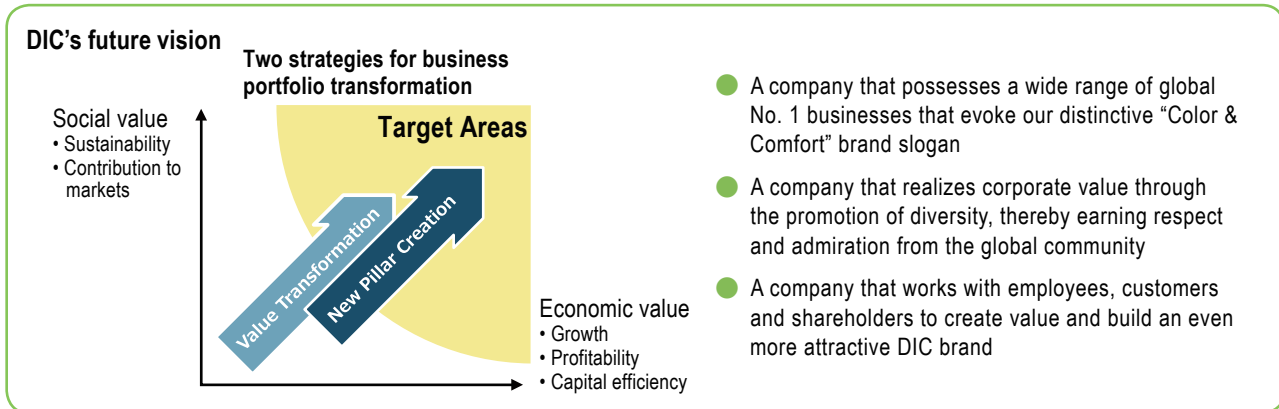 DIC’s future vision
Two strategies for business
portfolio transformation
Social value
• Sustainability
• Contribution to
markets
Target Areas
Value Transformation
New Pillar Creation
Economic value
• Growth
• Profitability
• Capital efficiency
A company that possesses a wide range of global
No. 1 businesses that evoke our distinctive “Color &
Comfort” brand slogan
A company that realizes corporate value through
the promotion of diversity, thereby earning respect
and admiration from the global community
A company that works with employees, customers
and shareholders to create value and build an even
more attractive DIC brand